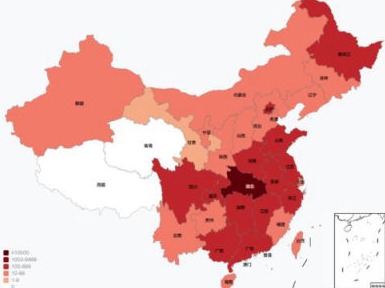 黑龙江
吉林
辽宁
内蒙古
新疆
北京
天津
河北
山西
山东
宁夏
青海
甘肃
陕西
河南
江苏
西藏
四川
湖北
安徽
重庆
浙江
湖南
江西
贵州
福建
云南
广西
广东
台湾
香港
澳门
海南
>10000
1000-9999
100-999
10-99
1-9
0